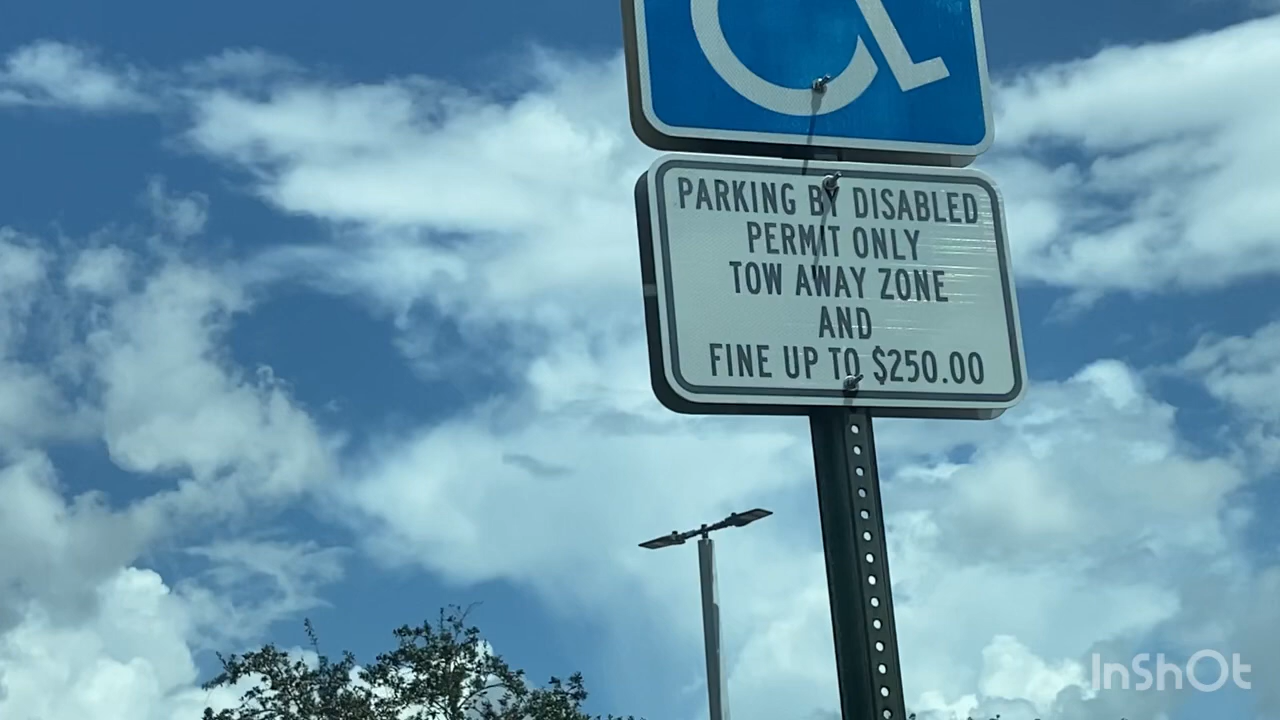 PARKING BY DISABLED
PERMIT ONLY
TOW AWAY ZONE
AND
FINE UP TO $250.00
InShOt